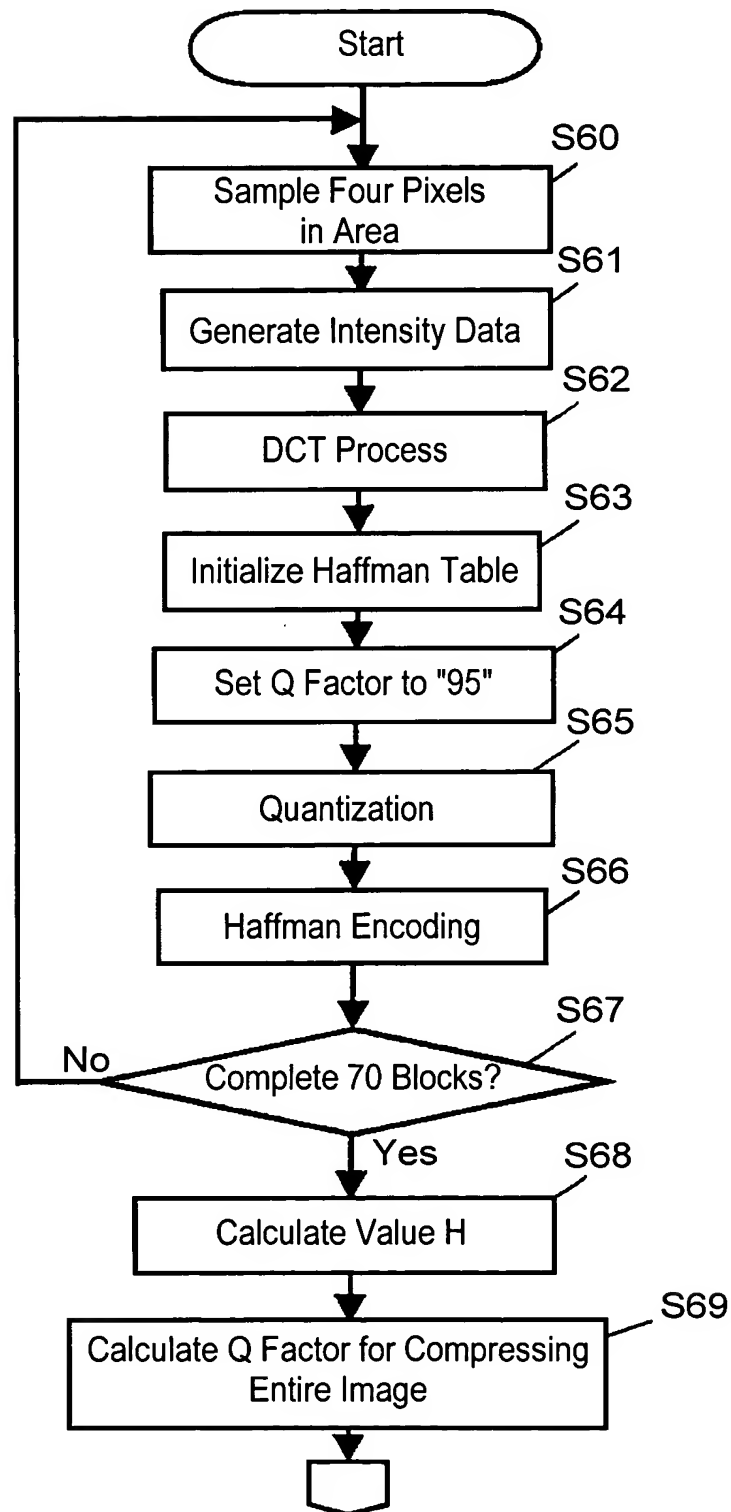 Start
S60
Sample Four Pixels
in Area
S61
Generate Intensity Data
S62
DCT Process
S63
Initialize Haffman Table
S64
Set Q Factor to "95"
S65
Quantization
S66
Haffman Encoding
S67
No
Complete 70 Blocks?
Yes
S68
Calculate Value H
S69
Calculate Q Factor for Compressing
Entire Image